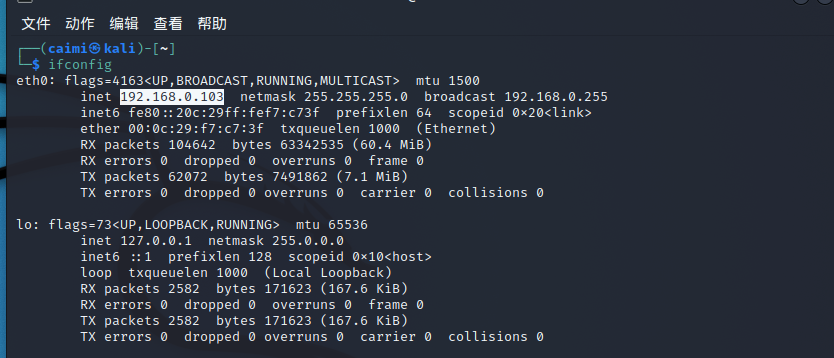 文件 动作 编辑 查看 帮助
┌──(caimi㉿kali)-[~]
└─$ ifconfig
eth0: flags=4163<UP,BROADCAST,RUNNING,MULTICAST>  mtu 1500
        inet 192.168.0.103  netmask 255.255.255.0  broadcast 192.168.0.255
        inet6 fe80::20c:29ff:fef7:c73f  prefixlen 64  scopeid 0×20<link>
        ether 00:0c:29:f7:c7:3f  txqueuelen 1000  (Ethernet)
        RX packets 104642  bytes 63342535 (60.4 MiB)
        RX errors 0  dropped 0  overruns 0  frame 0
        TX packets 62072  bytes 7491862 (7.1 MiB)
        TX errors 0  dropped 0 overruns 0  carrier 0  collisions 0

lo: flags=73<UP,LOOPBACK,RUNNING>  mtu 65536
        inet 127.0.0.1  netmask 255.0.0.0
        inet6 ::1  prefixlen 128  scopeid 0×10<host>
        loop  txqueuelen 1000  (Local Loopback)
        RX packets 2582  bytes 171623 (167.6 KiB)
        RX errors 0  dropped 0  overruns 0  frame 0
        TX packets 2582  bytes 171623 (167.6 KiB)
        TX errors 0  dropped 0 overruns 0  carrier 0  collisions 0